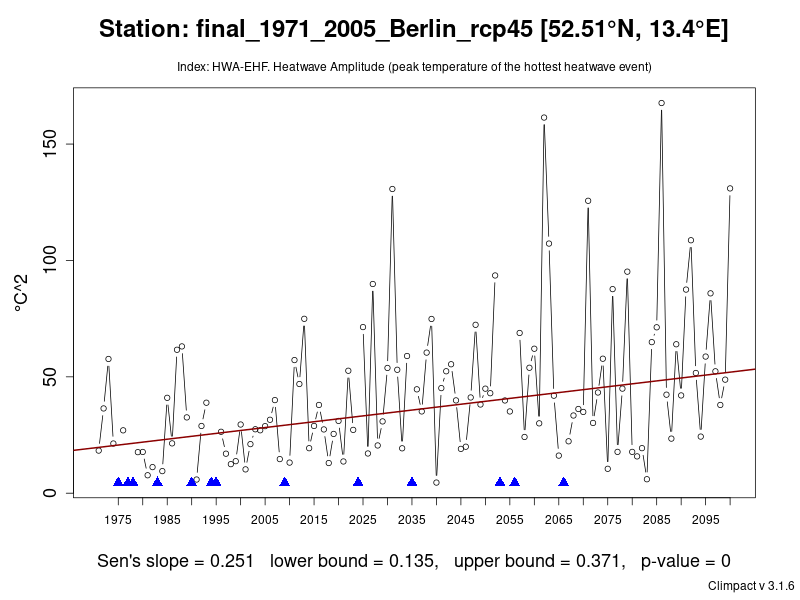 Station: final_1971_2005_Berlin_rcp45 [52.51°N, 13.4°E]
Index: HWA-EHF. Heatwave Amplitude (peak temperature of the hottest heatwave event)
150
100
50
0
°C^2
1975 1985 1995 2005 2015 2025 2035 2045 2055 2065 2075 2085 2095
Sen's slope = 0.251 lower bound = 0.135, upper bound = 0.371, p-value = 0
Climpact v 3.1.6